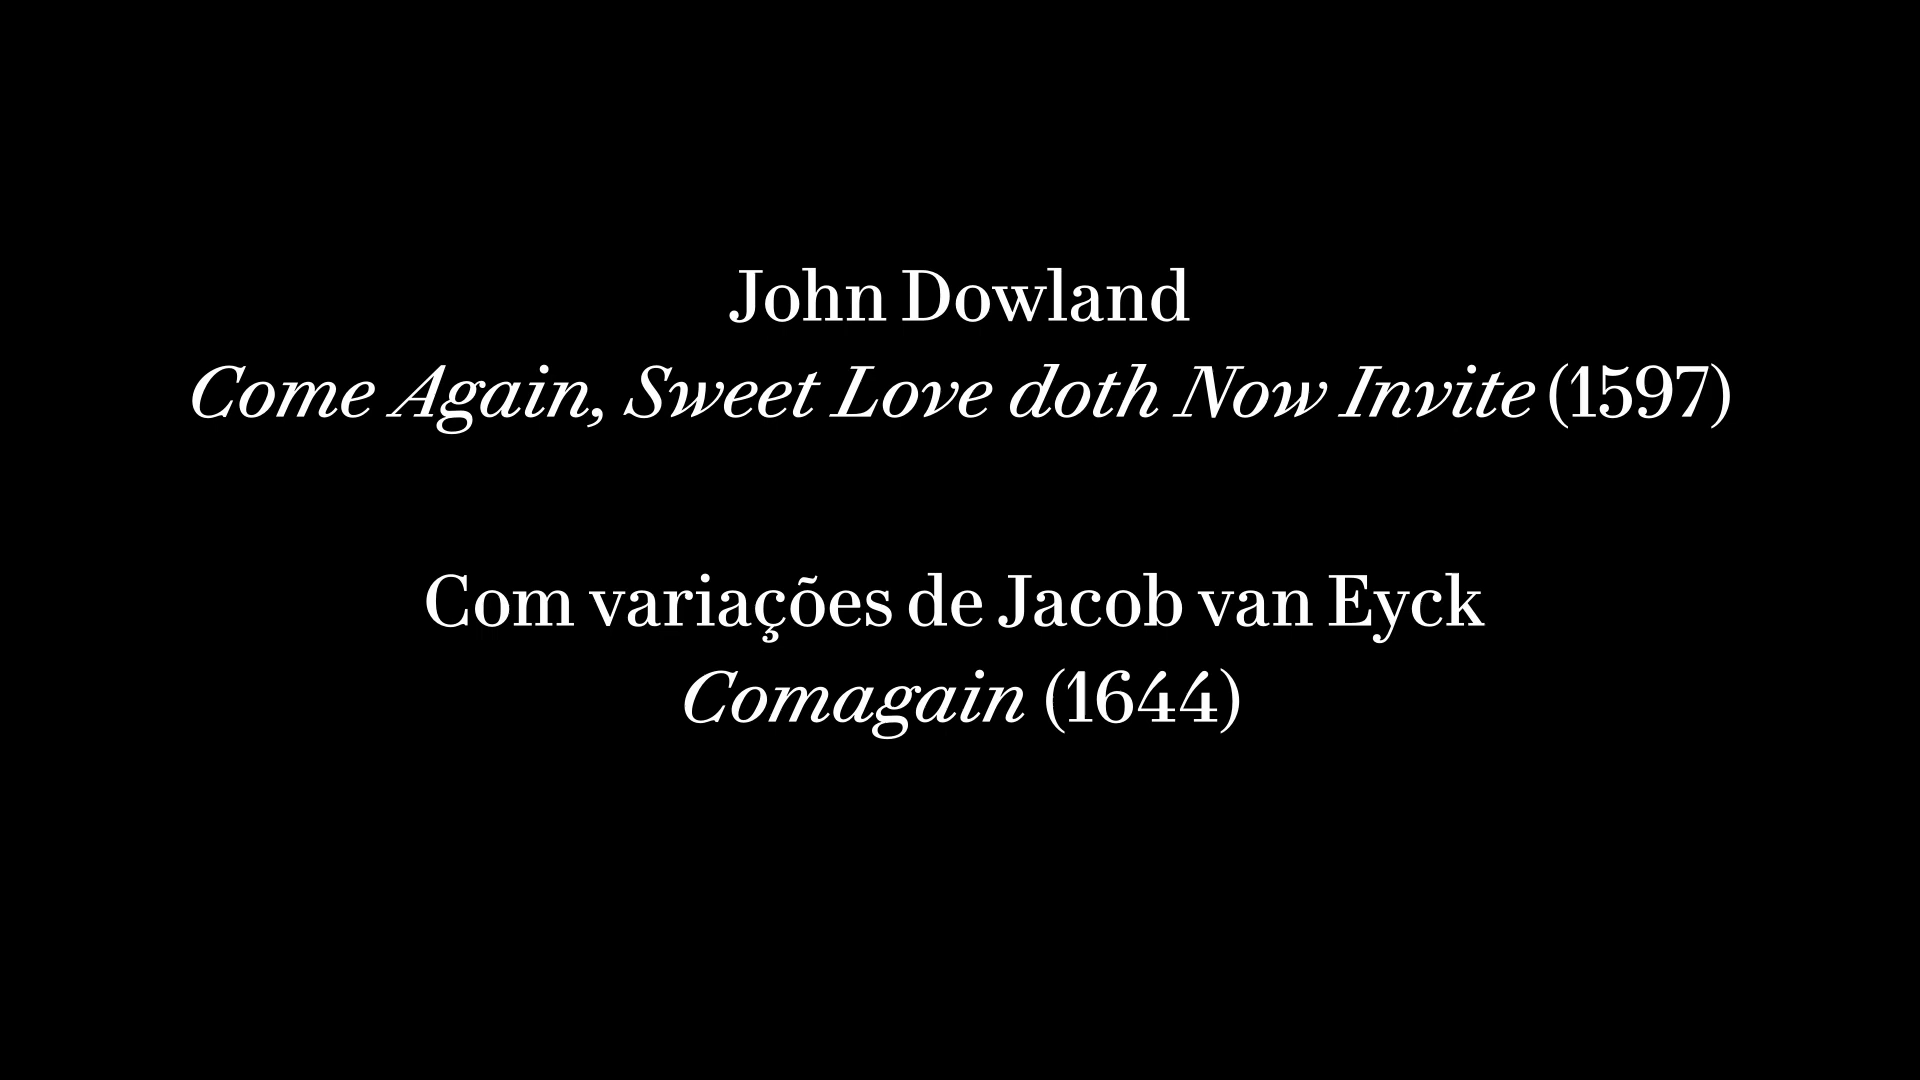 John Dowland
Come Again, Sweet Love doth Now Invite (1597)
Com variações de Jacob van Eyck
Comagain (1644)